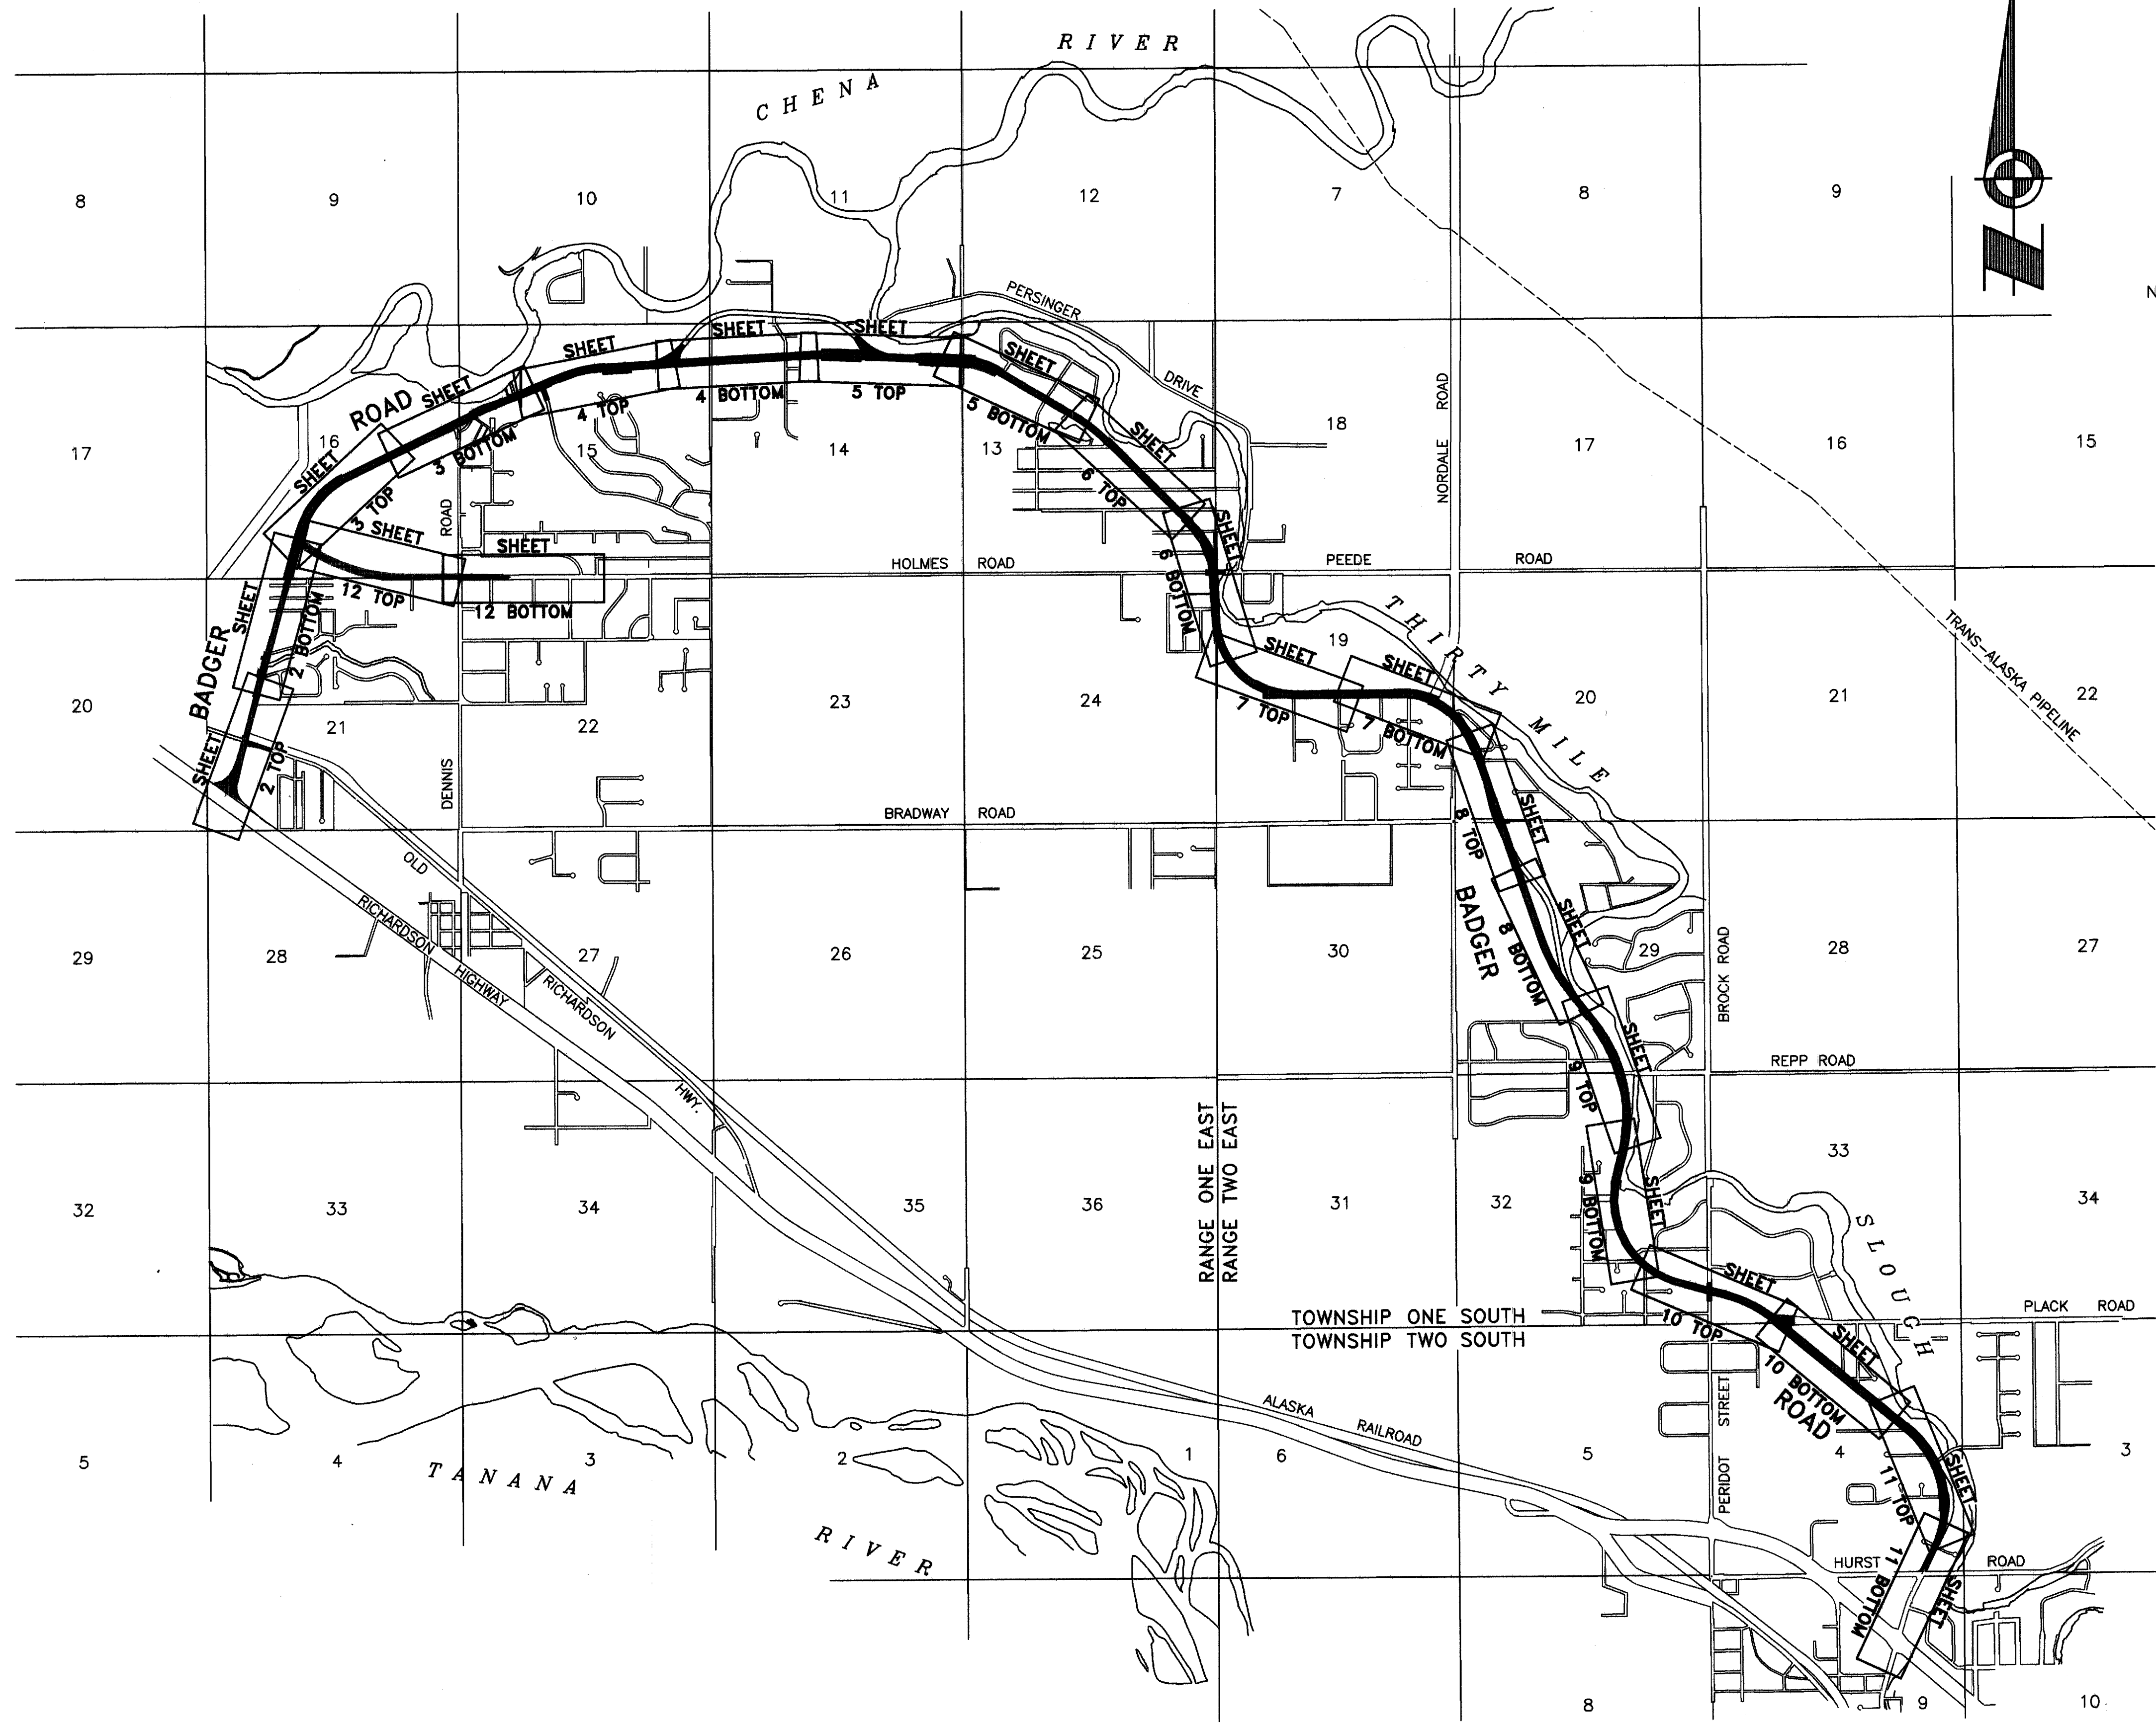 RIVER
CHENA
8
9
10
11
12
7
8
9
N
PERSINGER
DRIVE
SHEET
4 TOP
SHEET
4 BOTTOM
SHEET
5 TOP
SHEET
5 BOTTOM
ROAD
SHEET
3 BOTTOM
SHEET
3 TOP
17
16
15
14
13
18
17
16
15
SHEET
6 TOP
NORDALE ROAD
SHEET
6 BOTTOM
SHEET
12 TOP
SHEET
12 BOTTOM
HOLMES ROAD
PEEDE ROAD
BADGER
SHEET
2 BOTTOM
SHEET
2 TOP
DENNIS ROAD
THIRTY MILE
TRANS-ALASKA PIPELINE
20
21
22
23
24
19
20
21
22
SHEET
7 TOP
SHEET
7 BOTTOM
BRADWAY ROAD
SHEET
8 TOP
SHEET
8 BOTTOM
BADGER
OLD
RICHARDSON
HWY.
RICHARDSON
HIGHWAY
29
28
27
26
25
30
29
28
27
BROCK ROAD
REPP ROAD
SHEET
9 TOP
SHEET
9 BOTTOM
RANGE ONE EAST
RANGE TWO EAST
32
33
34
35
36
31
32
33
34
SLOUGH
TOWNSHIP ONE SOUTH
TOWNSHIP TWO SOUTH
PLACK ROAD
SHEET
10 TOP
SHEET
10 BOTTOM
ROAD
ALASKA RAILROAD
PERIDOT STREET
5
4
3
2
1
6
5
4
3
TANANA
RIVER
SHEET
11 TOP
SHEET
11 BOTTOM
HURST ROAD
8
9
10